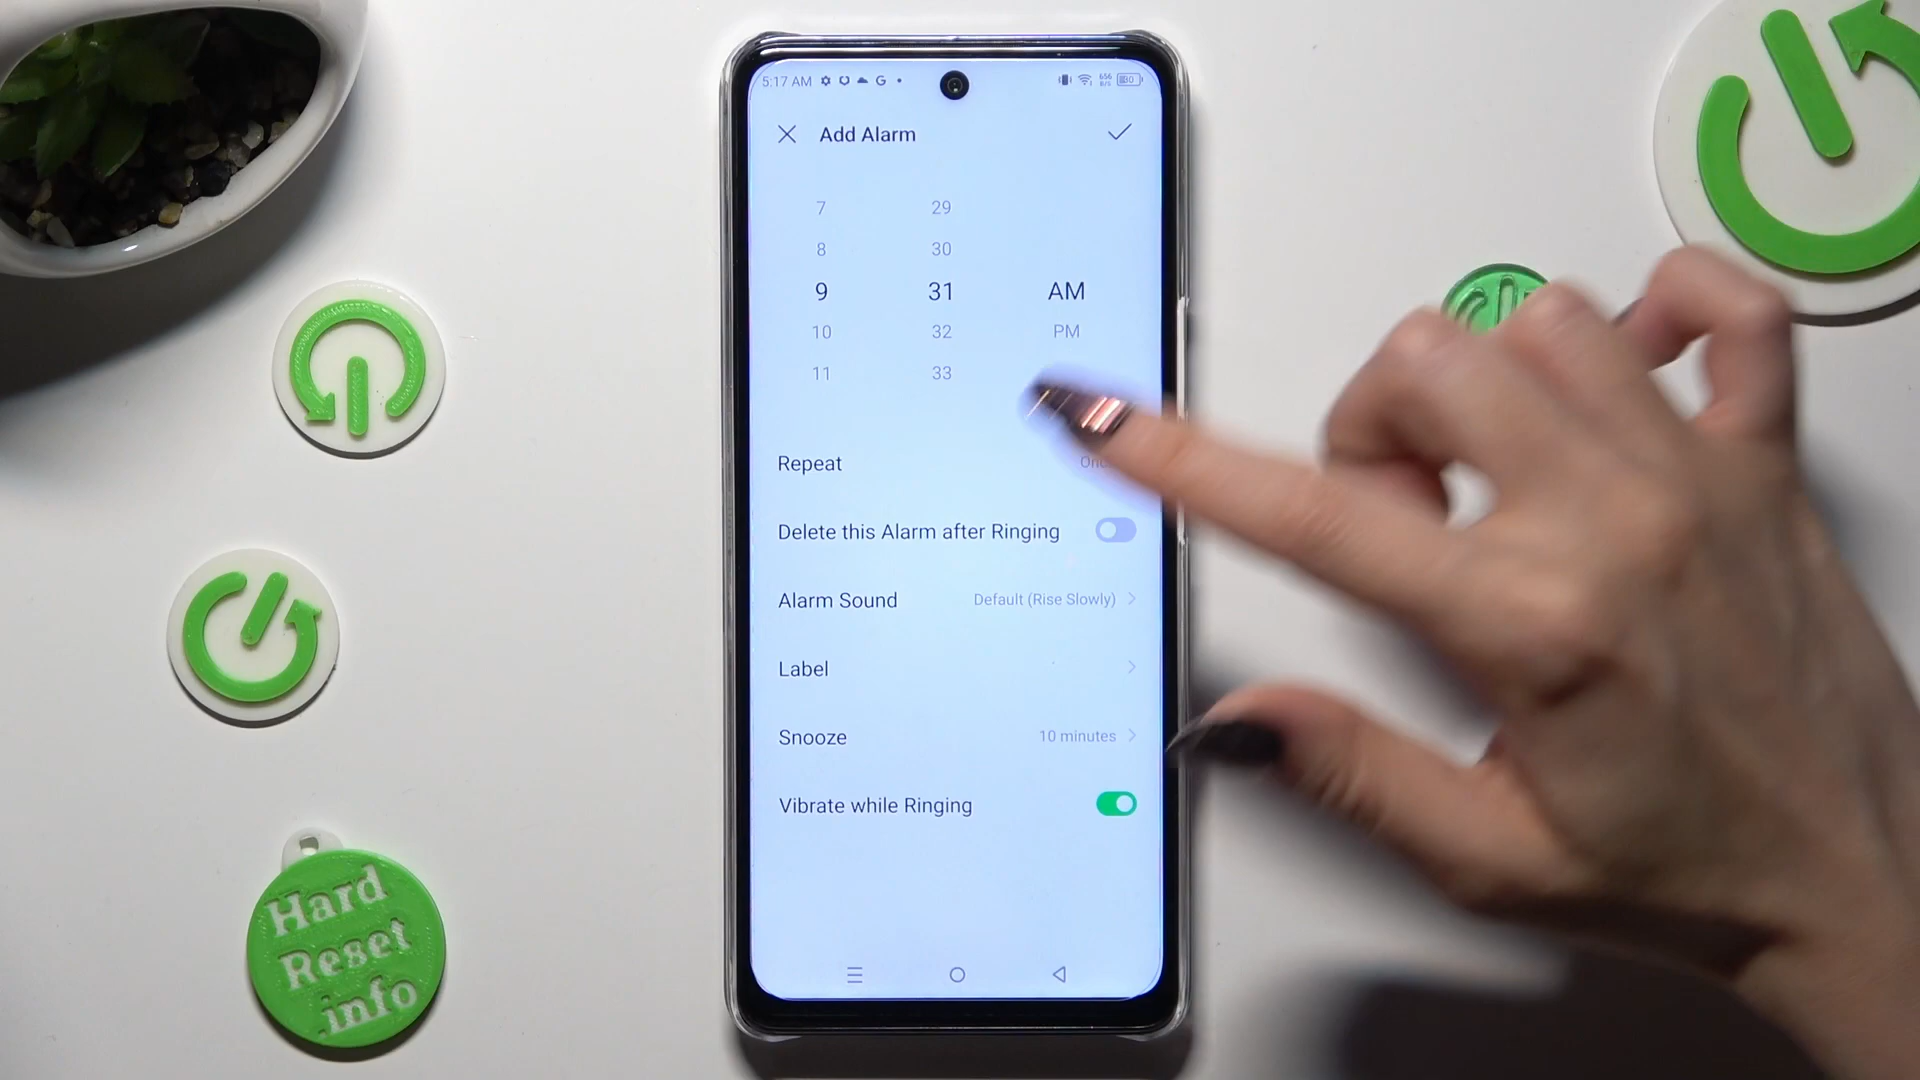 5:17 AM G
656 B/S 80
Add Alarm
7 29
8 30
9 31 AM
10 32 PM
11 33
Repeat
Delete this Alarm after Ringing
Alarm Sound Default (Rise Slowly)
Label
Snooze 10 minutes
Vibrate while Ringing
Hard
Reset
.info